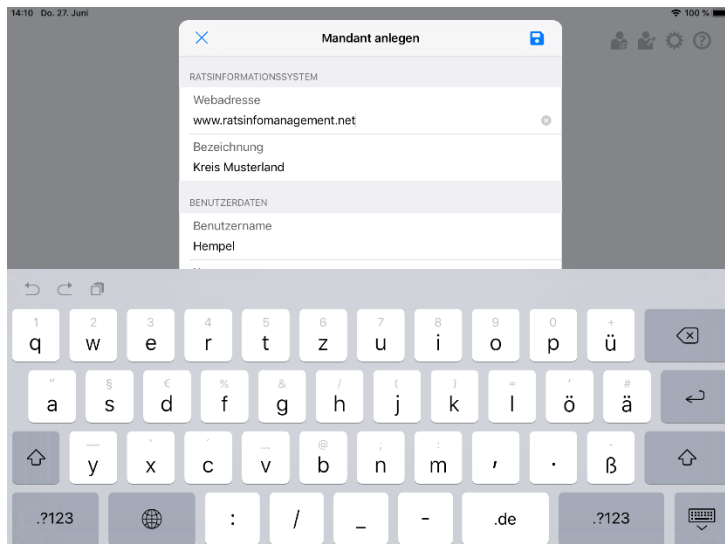 14:10 Do. 27. Juni
100 %
Mandant anlegen
RATSINFORMATIONSSYSTEM
Webadresse
www.ratsinfomanagement.net
Bezeichnung
Kreis Musterland
BENUTZERDATEN
Benutzername
Hempel
1 2 3 4 5 6 7 8 9 0 +
q w e r t z u i o p ü
" § € % & / ( ) = ' #
a s d f g h j k l ö ä
— ` ´ ... @ ; : -
y x c v b n m , . ß
.?123 : / _ - .de .?123